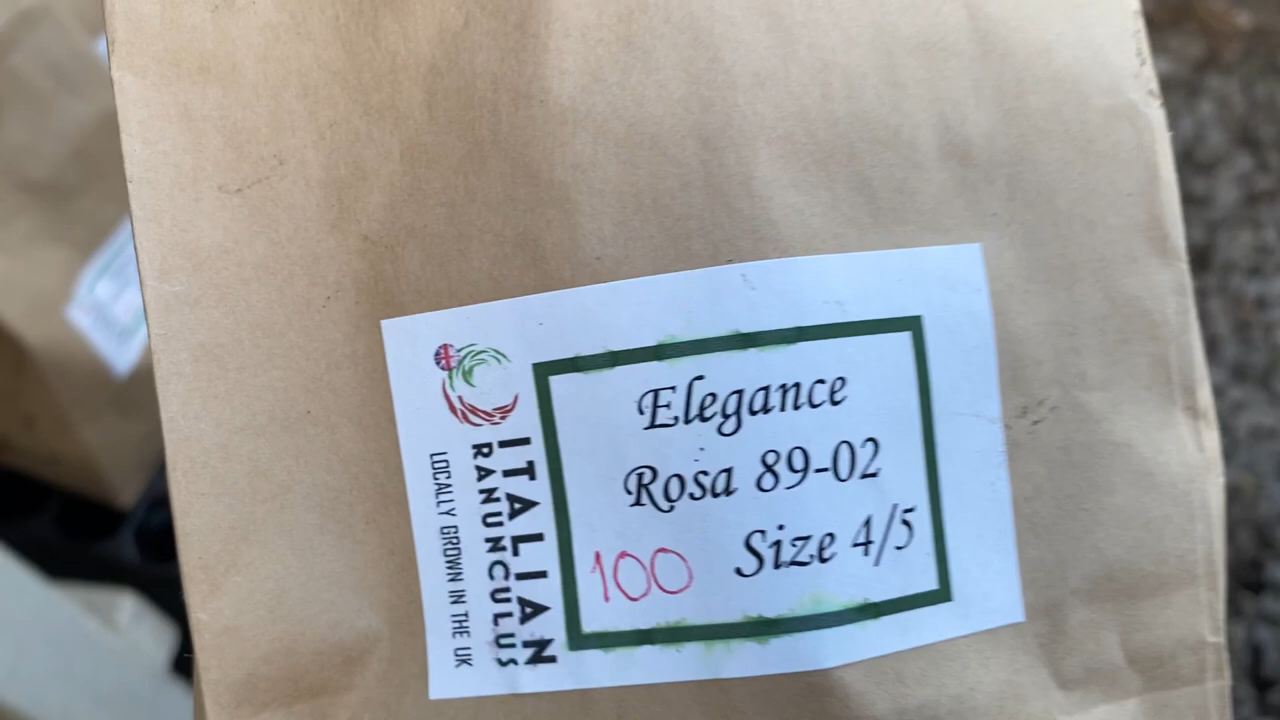 Elegance
Rosa 89-02
100 Size 4/5
ITALIAN
RANUNCULUS
LOCALLY GROWN IN THE UK